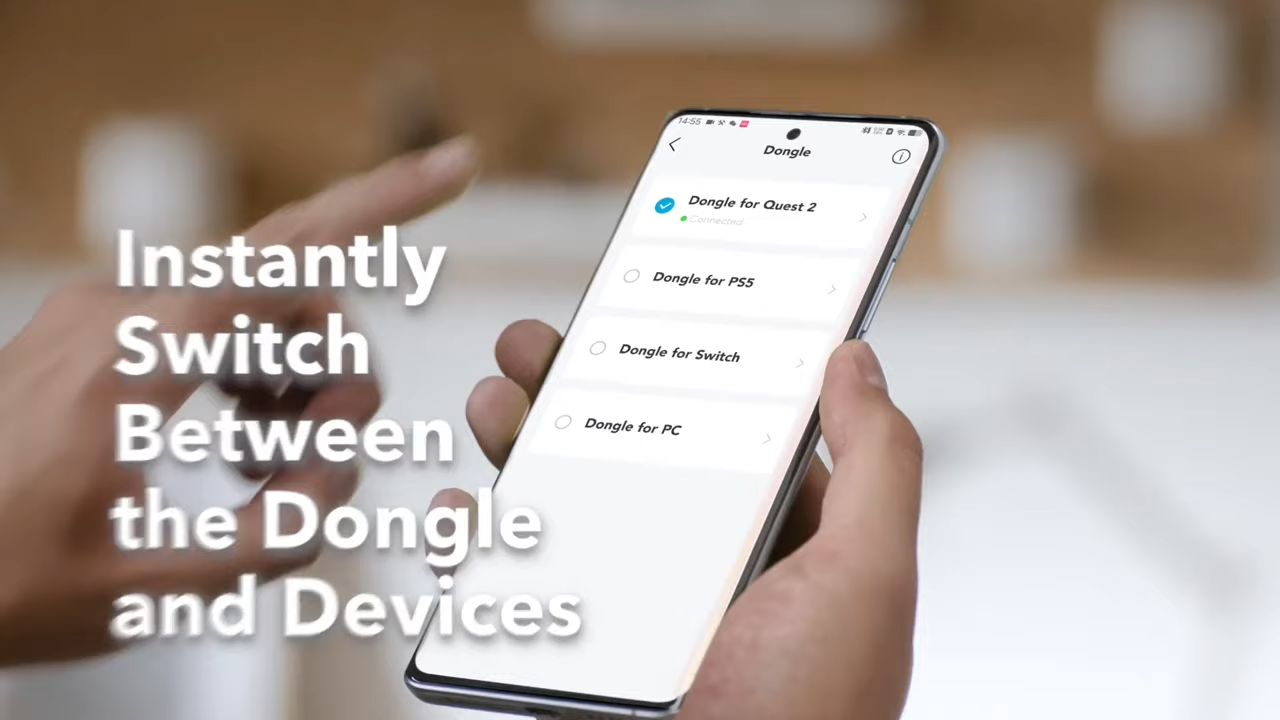 14:55
Dongle
Dongle for Quest 2
Connected
Dongle for PS5
Dongle for Switch
Dongle for PC
Instantly
Switch
Between
the Dongle
and Devices